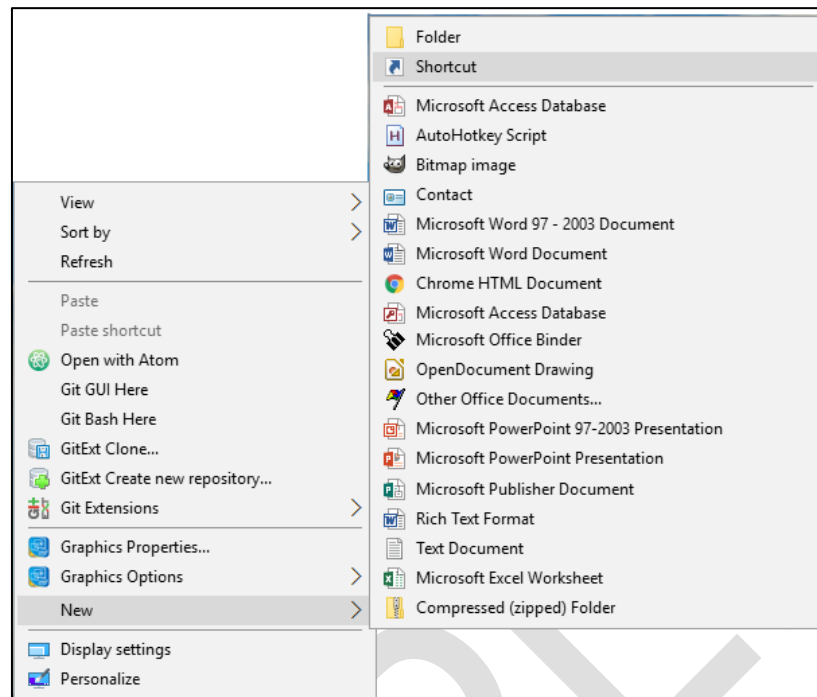 Folder
Shortcut
Microsoft Access Database
AutoHotkey Script
Bitmap image
Contact
Microsoft Word 97 - 2003 Document
Microsoft Word Document
Chrome HTML Document
Microsoft Access Database
Microsoft Office Binder
OpenDocument Drawing
Other Office Documents...
Microsoft PowerPoint 97-2003 Presentation
Microsoft PowerPoint Presentation
Microsoft Publisher Document
Rich Text Format
Text Document
Microsoft Excel Worksheet
Compressed (zipped) Folder
View
Sort by
Refresh
Paste
Paste shortcut
Open with Atom
Git GUI Here
Git Bash Here
GitExt Clone...
GitExt Create new repository...
Git Extensions
Graphics Properties...
Graphics Options
New
Display settings
Personalize